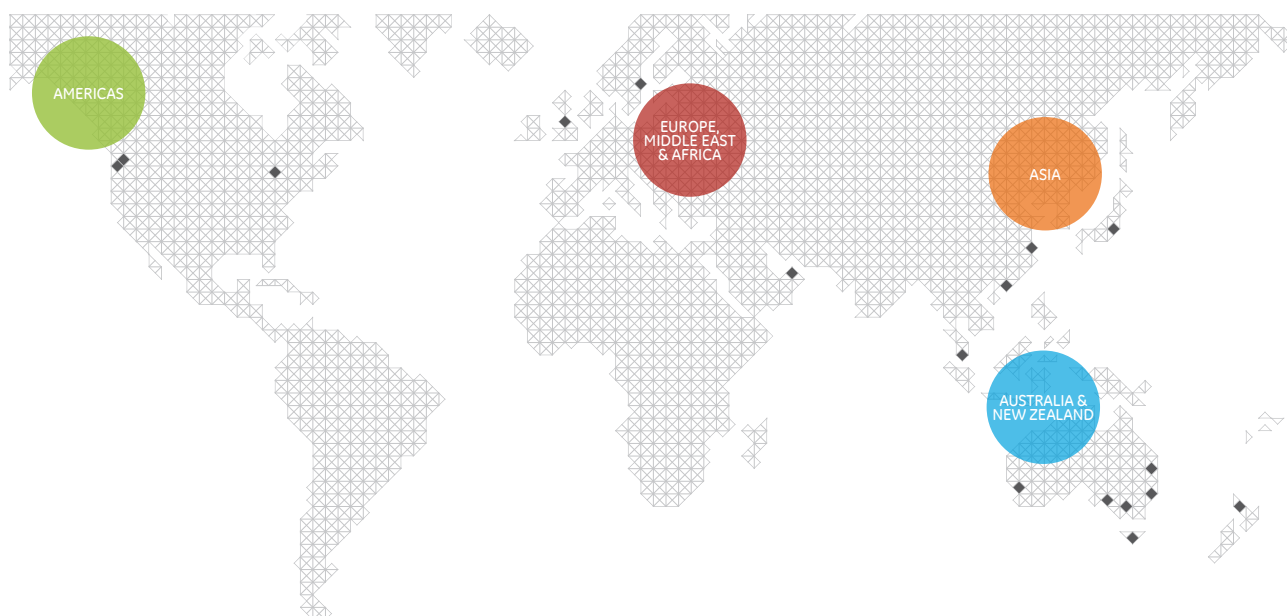 AMERICAS
EUROPE,
MIDDLE EAST
& AFRICA
ASIA
AUSTRALIA &
NEW ZEALAND